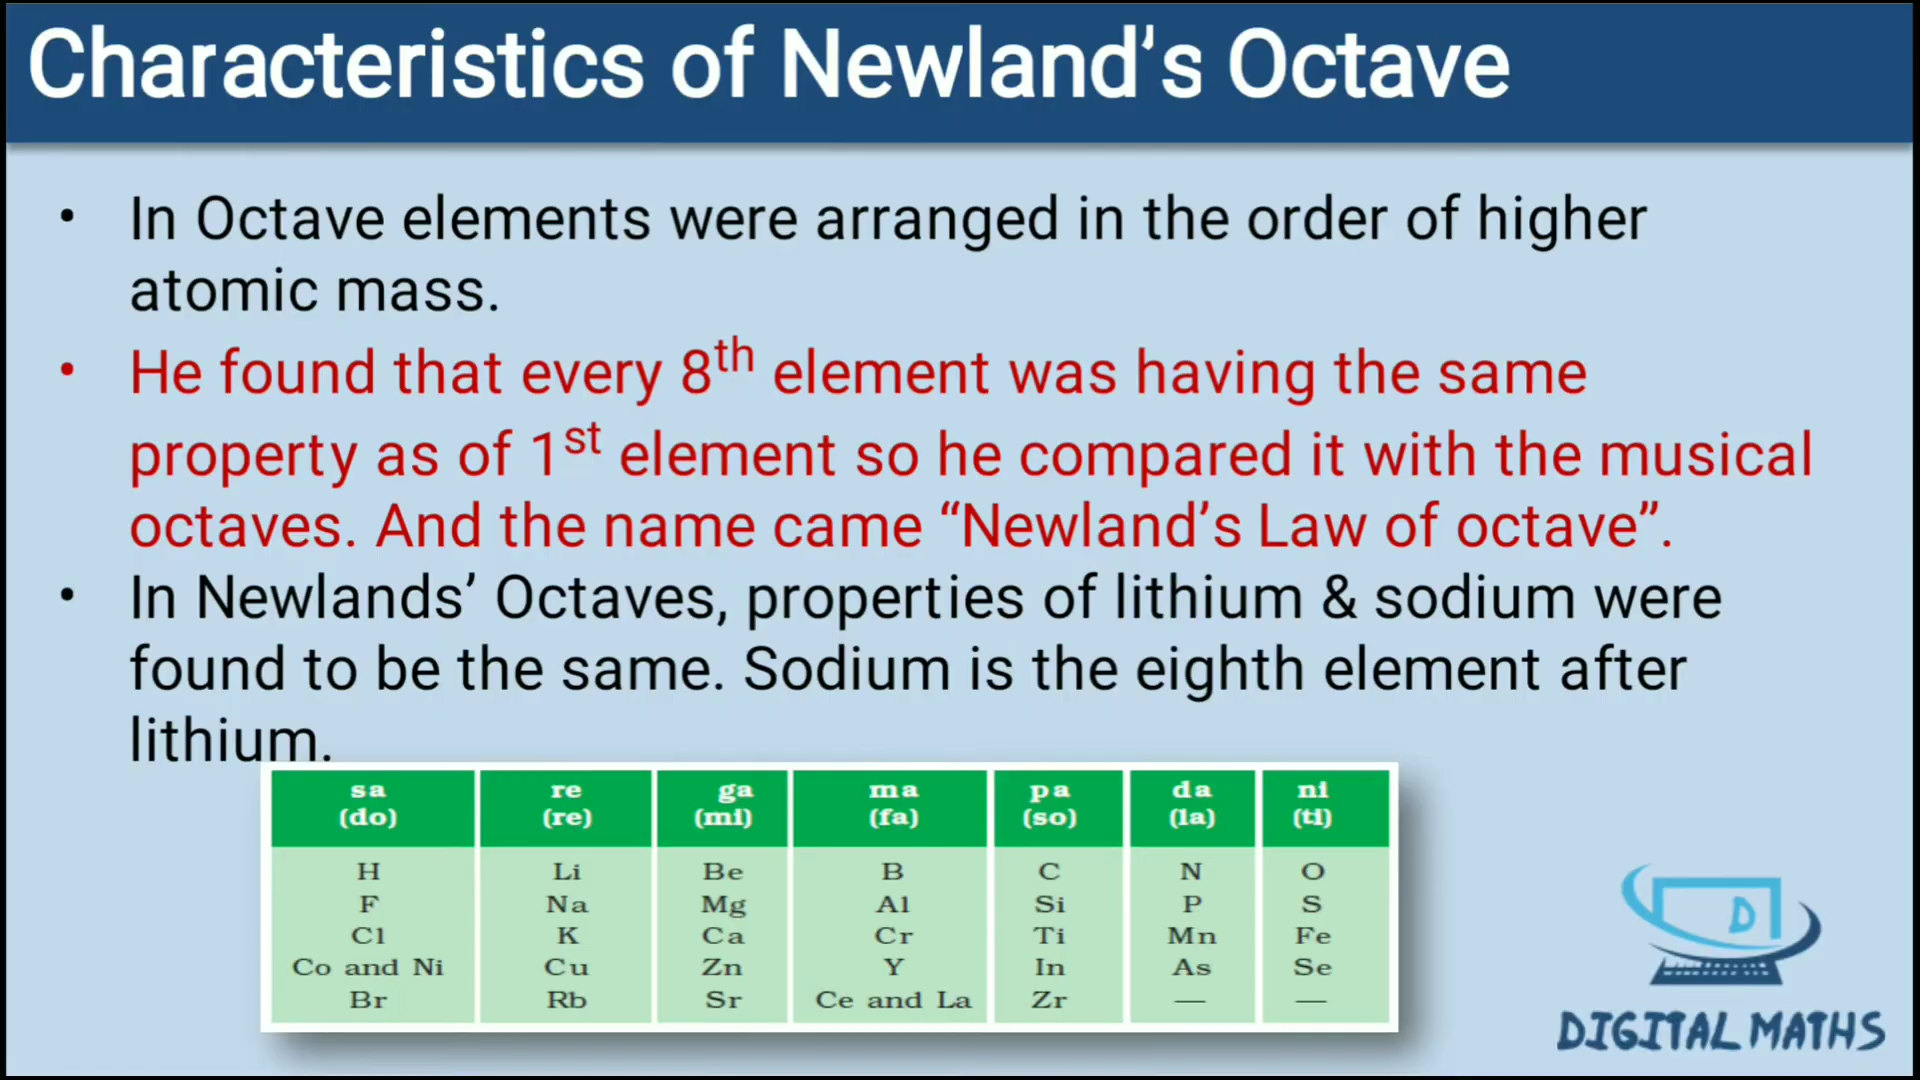 Characteristics of Newland's Octave
• In Octave elements were arranged in the order of higher
atomic mass.
• He found that every 8th element was having the same
property as of 1st element so he compared it with the musical
octaves. And the name came “Newland’s Law of octave”.
• In Newlands’ Octaves, properties of lithium & sodium were
found to be the same. Sodium is the eighth element after
lithium.
sa re ga ma pa da ni
(do) (re) (mi) (fa) (so) (la) (ti)
H Li Be B C N O
F Na Mg Al Si P S
Cl K Ca Cr Ti Mn Fe
Co and Ni Cu Zn Y In As Se
Br Rb Sr Ce and La Zr — —
D
DIGITAL MATHS